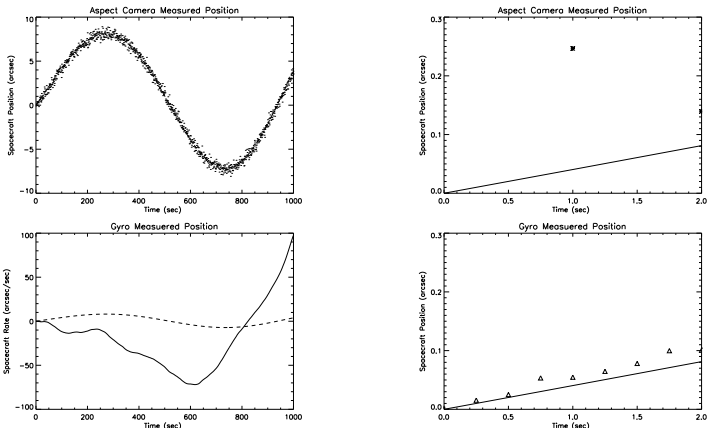 Aspect Camera Measured Position
10
5
0
−5
−10
Spacecraft Position (arcsec)
0 200 400 600 800 1000
Time (sec)
Aspect Camera Measured Position
0.3
0.2
0.1
0.0
Spacecraft Position (arcsec)
0.0 0.5 1.0 1.5 2.0
Time (sec)
Gyro Measuered Position
100
50
0
−50
−100
Spacecraft Rate (arcsec/sec)
0 200 400 600 800 1000
Time (sec)
Gyro Measuered Position
0.3
0.2
0.1
0.0
Spacecraft Position (arcsec)
0.0 0.5 1.0 1.5 2.0
Time (sec)